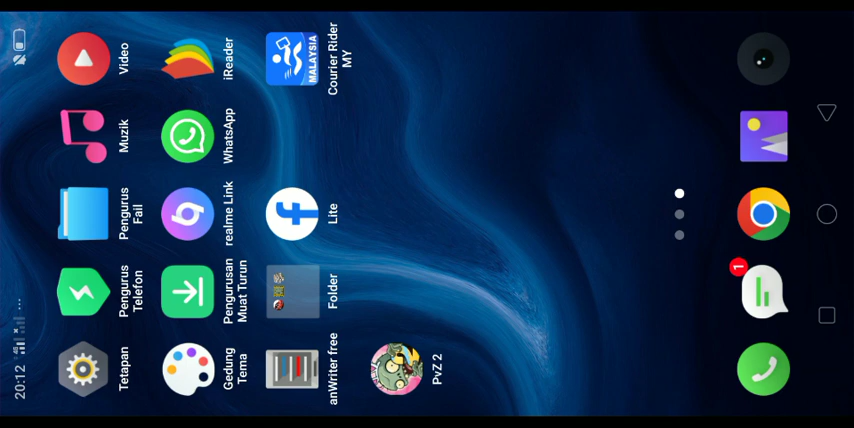 20:12 4G ...
Tetapan
Pengurus
Telefon
Pengurus
Fail
Muzik
Video
Gedung
Tema
Pengurusan
Muat Turun
realme Link
WhatsApp
iReader
anWriter free
Folder
Lite
MALAYSIA
Courier Rider
MY
PvZ 2
1